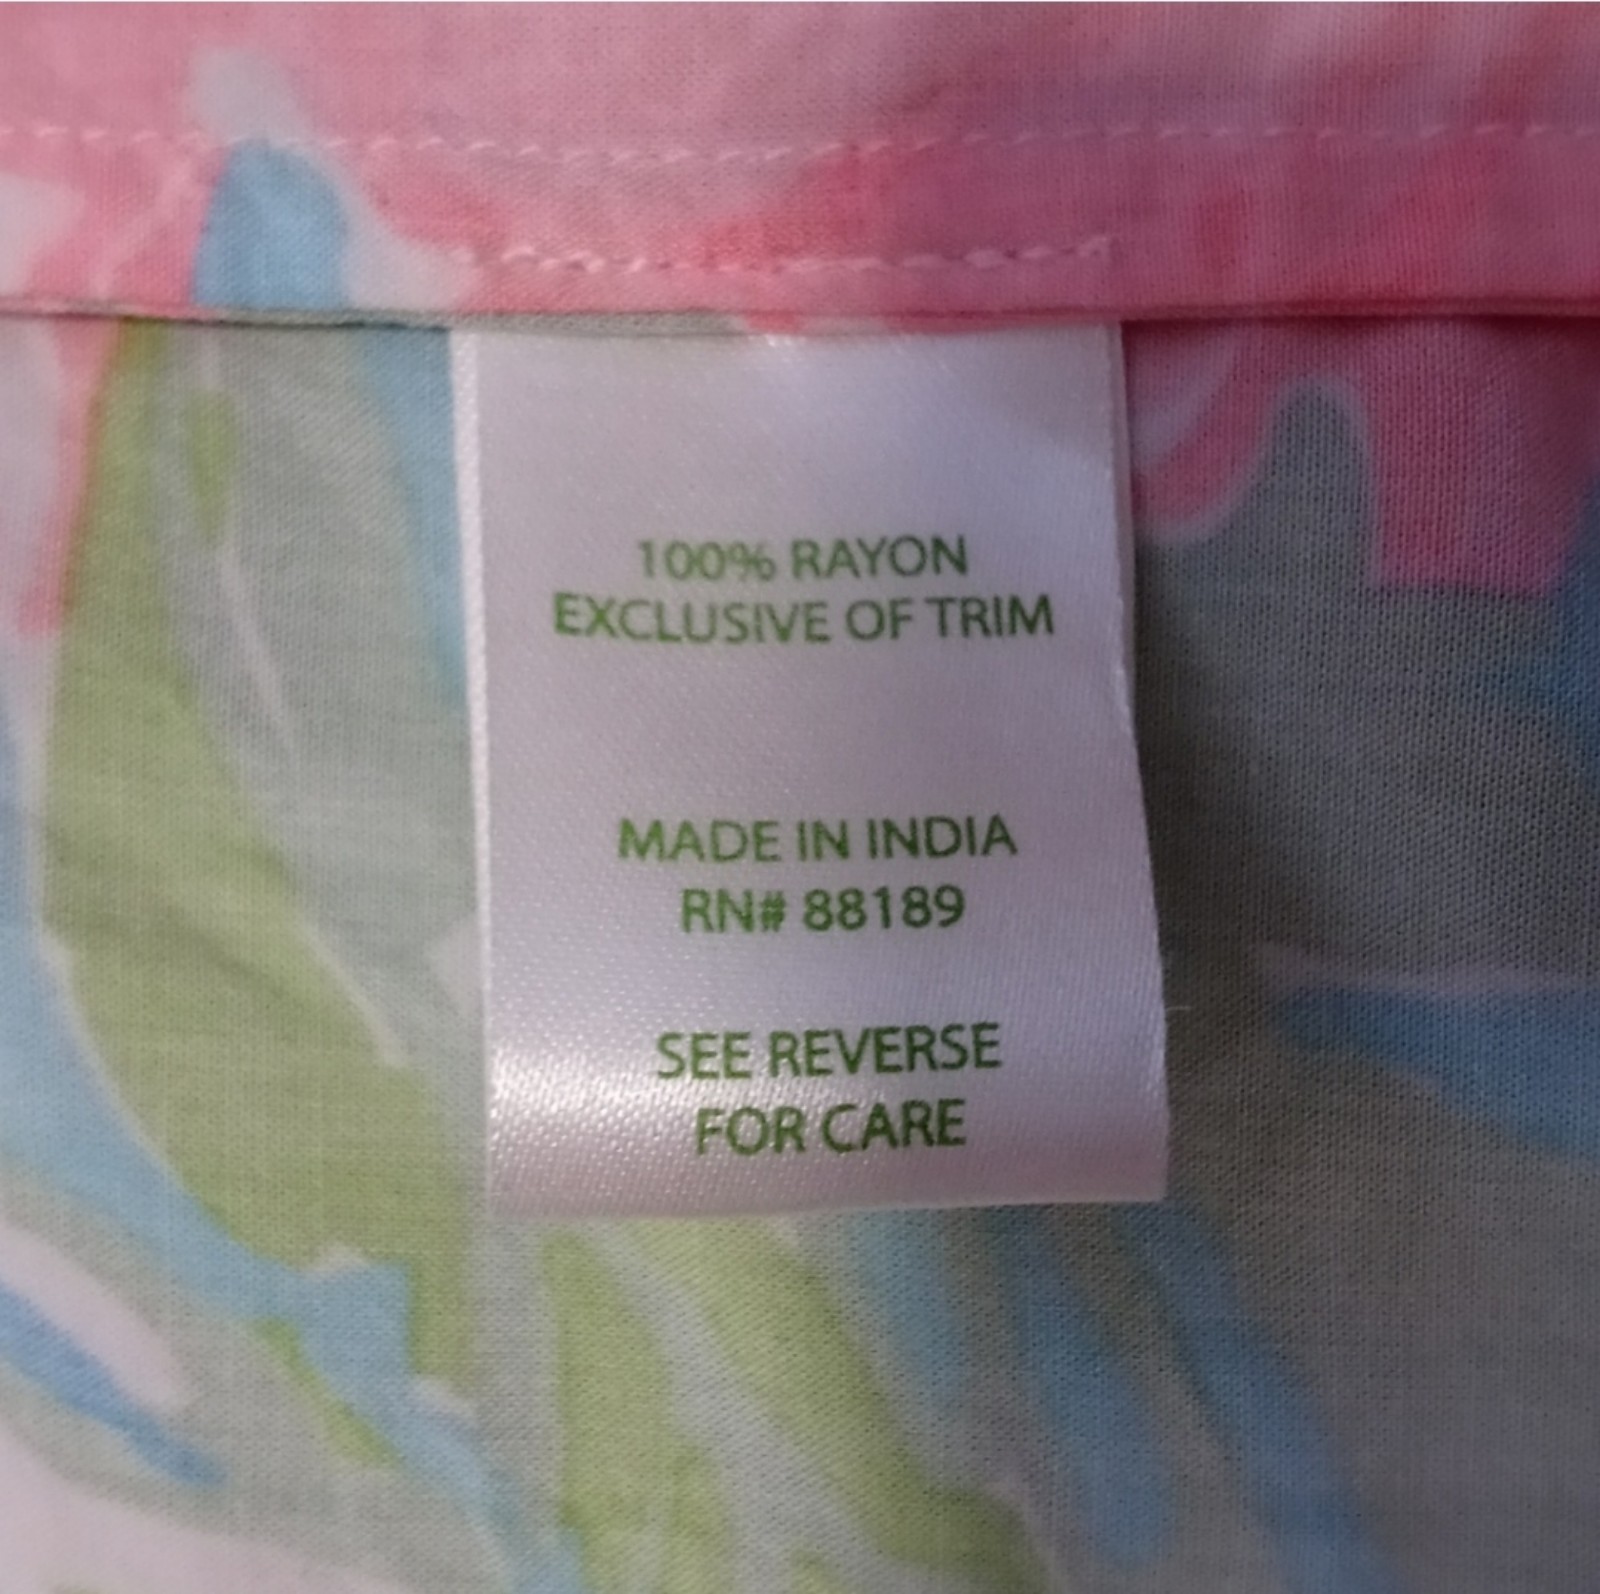 100% RAYON
EXCLUSIVE OF TRIM
MADE IN INDIA
RN# 88189
SEE REVERSE
FOR CARE